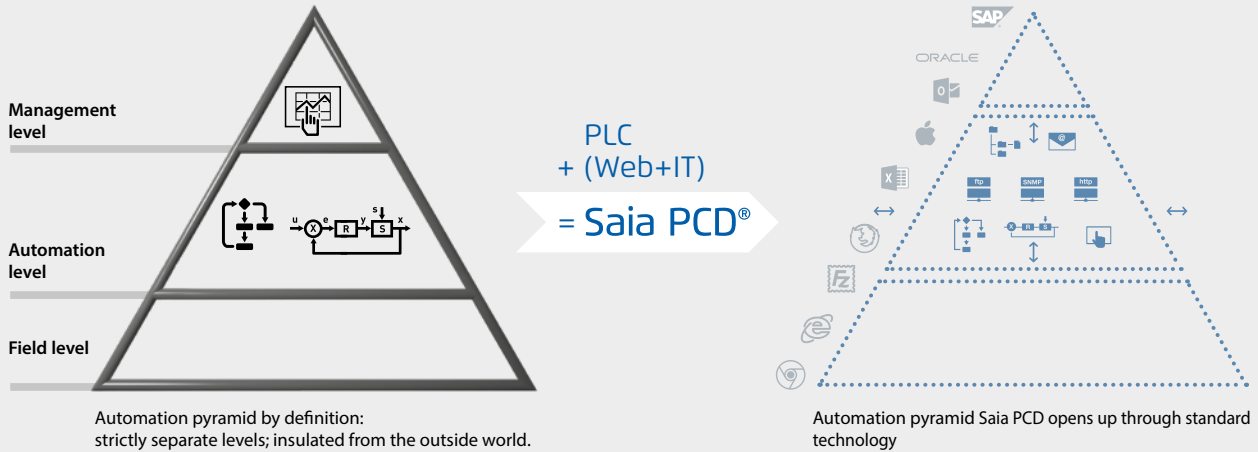 Management
level
Automation
level
Field level
u
X
e
R
y
s
S
x
Automation pyramid by definition:
strictly separate levels; insulated from the outside world.
PLC
+ (Web+IT)
= Saia PCD®
SAP
ORACLE
O
X
FZ
@
ftp
SNMP
http
X
R
S
Automation pyramid Saia PCD opens up through standard
technology